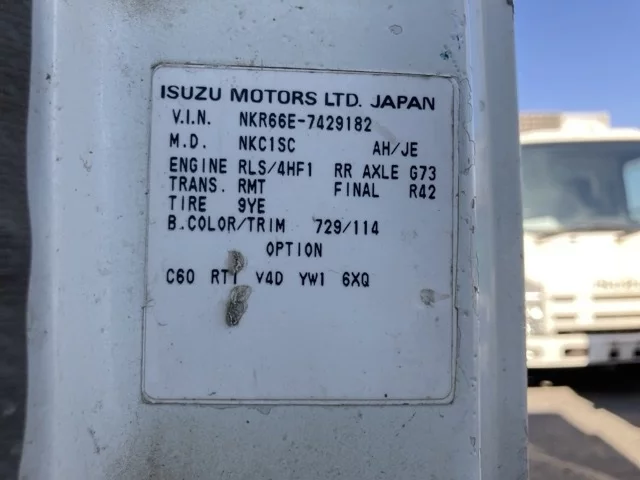 ISUZU MOTORS LTD. JAPAN
V.I.N. NKR66E-7429182
M.D. NKC1SC AH/JE
ENGINE RLS/4HF1 RR AXLE G73
TRANS. RMT FINAL R42
TIRE 9YE
B.COLOR/TRIM 729/114
OPTION
C60 RT1 V4D YW1 6XQ